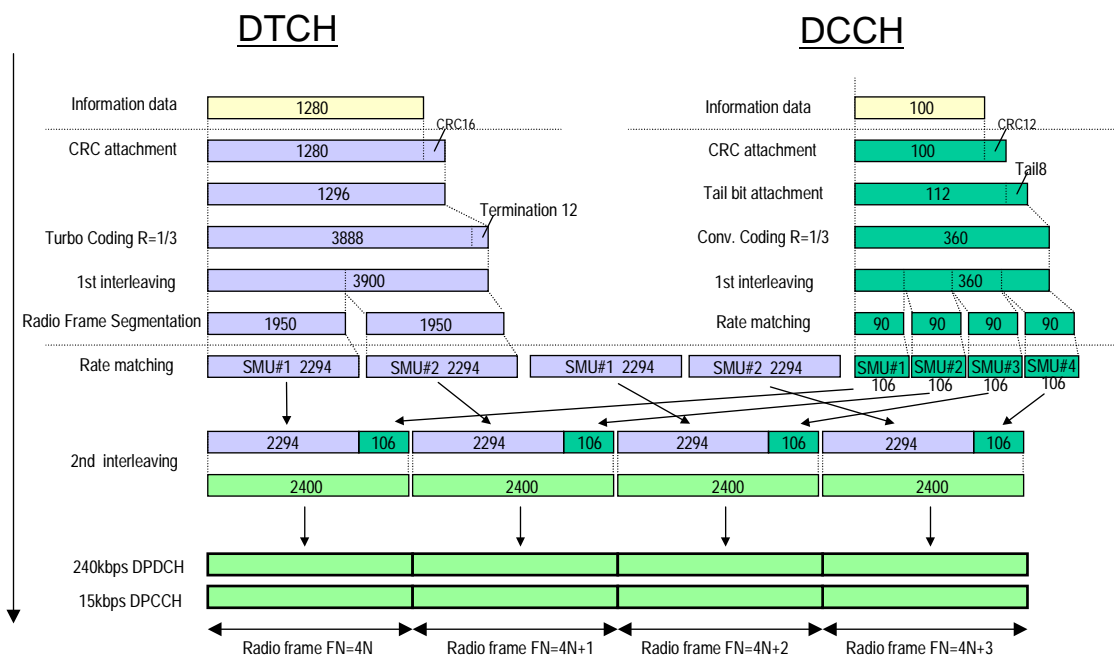 DTCH DCCH
Information data 1280 Information data 100
CRC16 CRC12
CRC attachment 1280 CRC attachment 100
Tail8
1296 Tail bit attachment 112
Termination 12
Turbo Coding R=1/3 3888 Conv. Coding R=1/3 360
1st interleaving 3900 1st interleaving 360
Radio Frame Segmentation 1950 1950 Rate matching 90 90 90 90
Rate matching SMU#1 2294 SMU#2 2294 SMU#1 2294 SMU#2 2294 SMU#1 SMU#2 SMU#3 SMU#4
106 106 106 106
2294 106 2294 106 2294 106 2294 106
2nd interleaving
2400 2400 2400 2400
240kbps DPDCH
15kbps DPCCH
Radio frame FN=4N Radio frame FN=4N+1 Radio frame FN=4N+2 Radio frame FN=4N+3